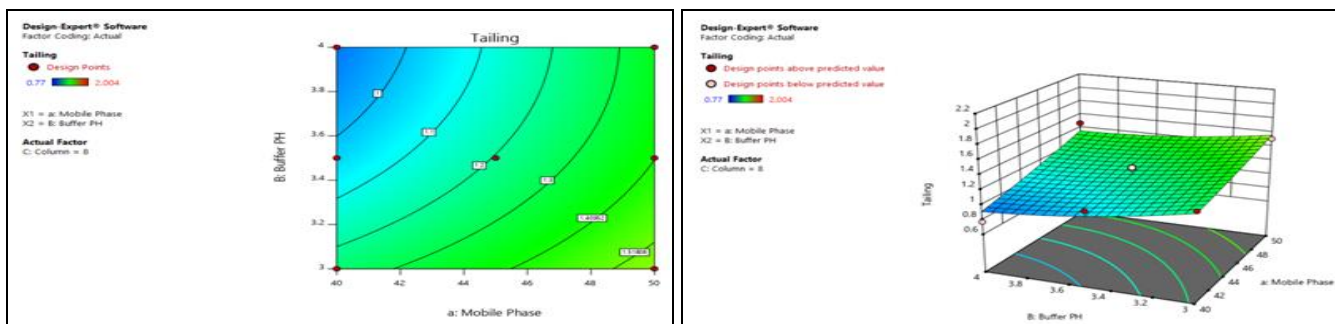 Design-Expert® Software
Factor Coding: Actual
Tailing
Design Points
0.77 2.004
X1 = a: Mobile Phase
X2 = B: Buffer PH
Actual Factor
C: Column = 8
Tailing
B: Buffer PH
4
3.8
3.6
3.4
3.2
3
40 42 44 46 48 50
a: Mobile Phase
1
1.2
Design-Expert® Software
Factor Coding: Actual
Tailing
Design points above predicted value
Design points below predicted value
0.77 2.004
X1 = a: Mobile Phase
X2 = B: Buffer PH
Actual Factor
C: Column = 8
Tailing
2.2
2
1.8
1.6
1.4
1.2
1
0.8
0.6
4 3.8 3.6 3.4 3.2 3
B: Buffer PH
40 42 44 46 48 50
a: Mobile Phase